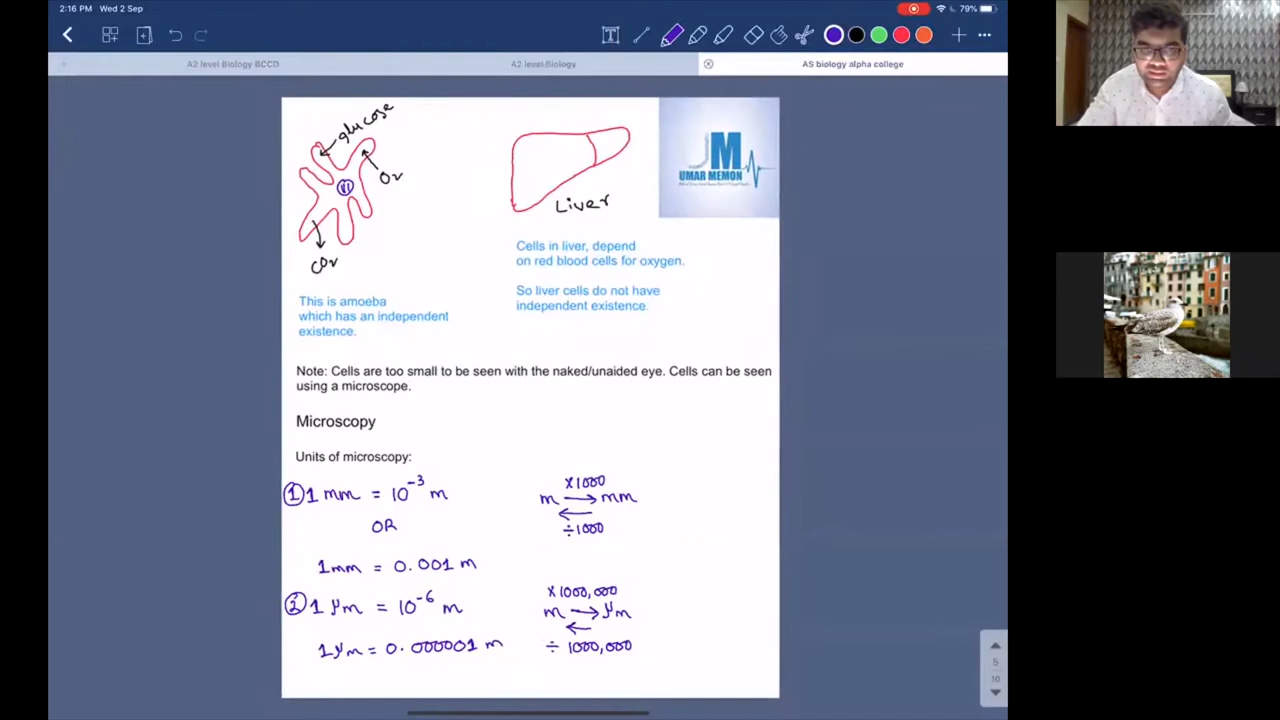 2:16 PM Wed 2 Sep
79%
A2 level Biology BCCD
A2 level Biology
AS biology alpha college
glucose
O2
CO2
Liver
JM
UMAR MEMON
Cells in liver, depend
on red blood cells for oxygen.
So liver cells do not have
independent existence.
This is amoeba
which has an independent
existence.
Note: Cells are too small to be seen with the naked/unaided eye. Cells can be seen
using a microscope.
Microscopy
Units of microscopy:
① 1 mm = 10⁻³ m
OR
1mm = 0.001 m
×1000
m → mm
←
÷1000
② 1 μm = 10⁻⁶ m
1μm = 0.000001 m
×1000,000
m → μm
←
÷ 1000,000
5
10